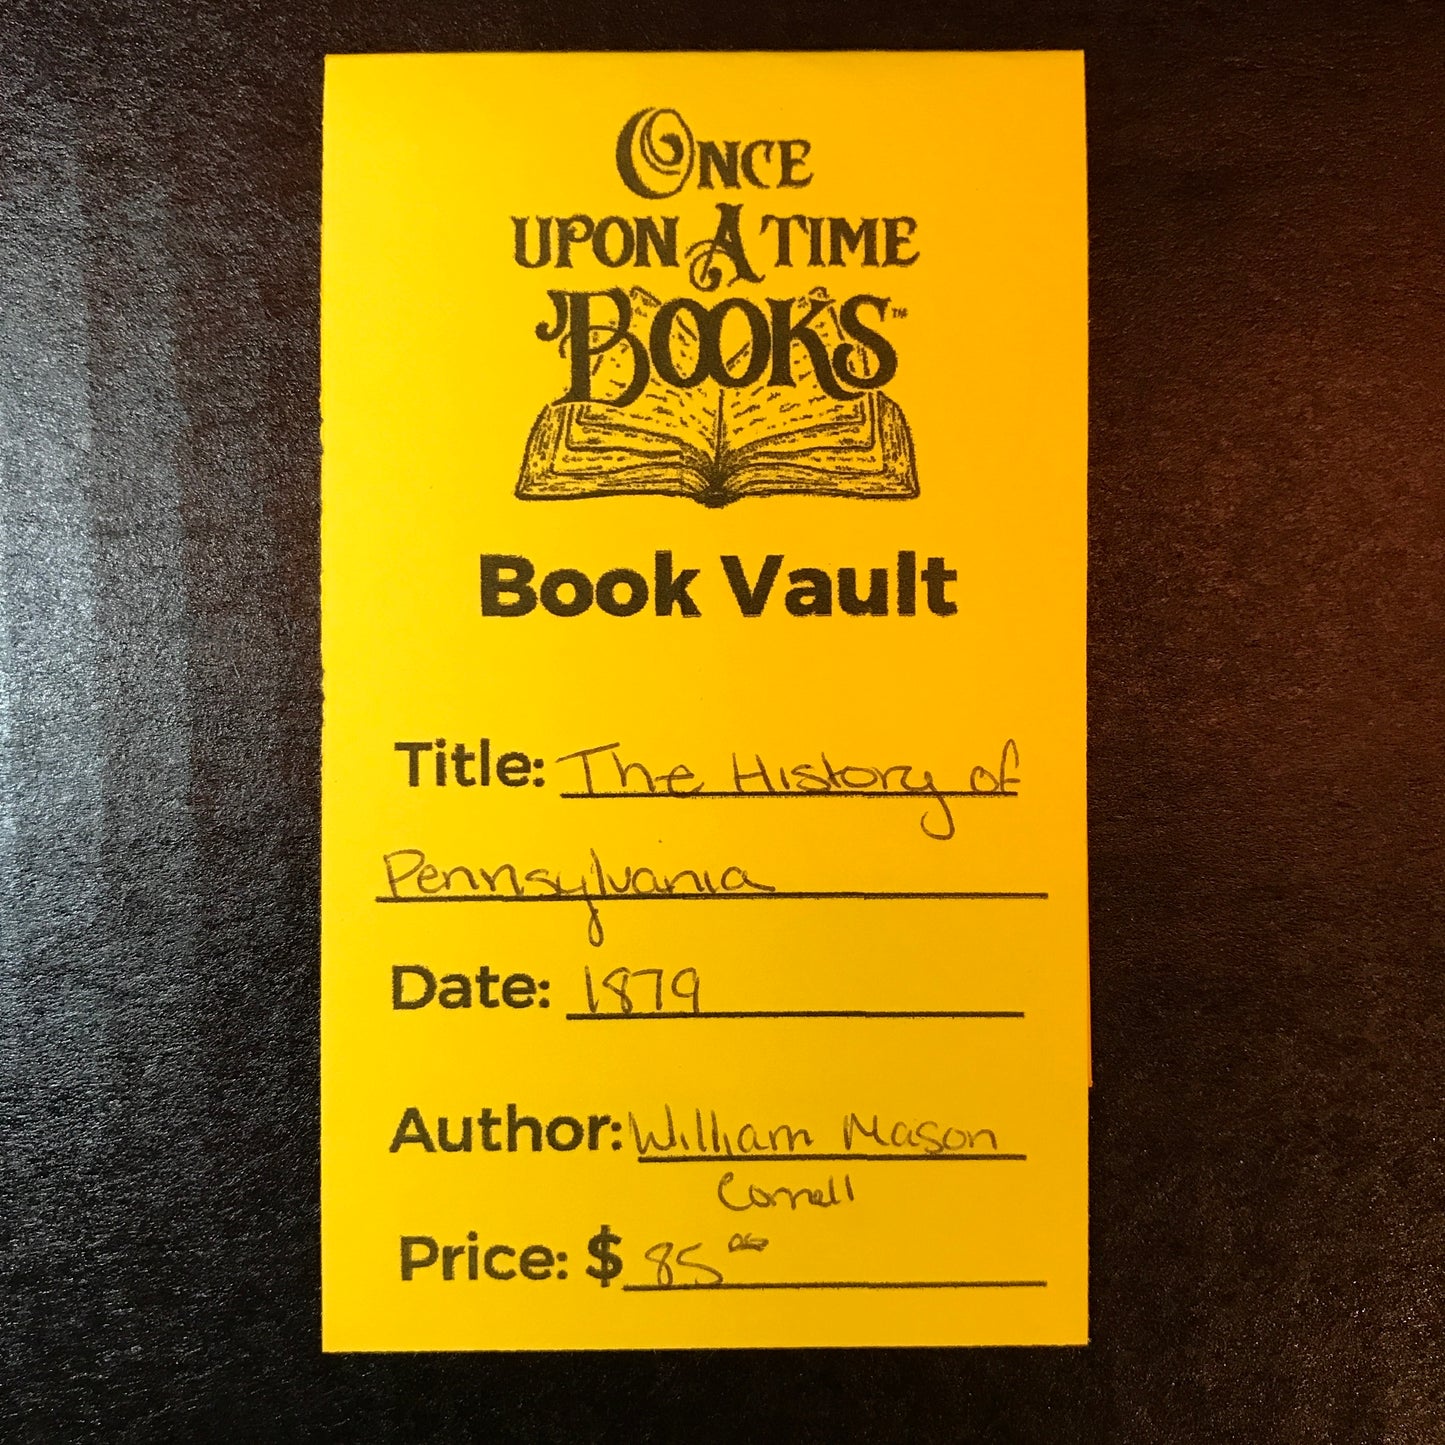 ONCE
UPON A TIME
BOOKS™
Book Vault
Title: The History of
Pennsylvania
Date: 1879
Author: William Mason
Cornell
Price: $ 85 00